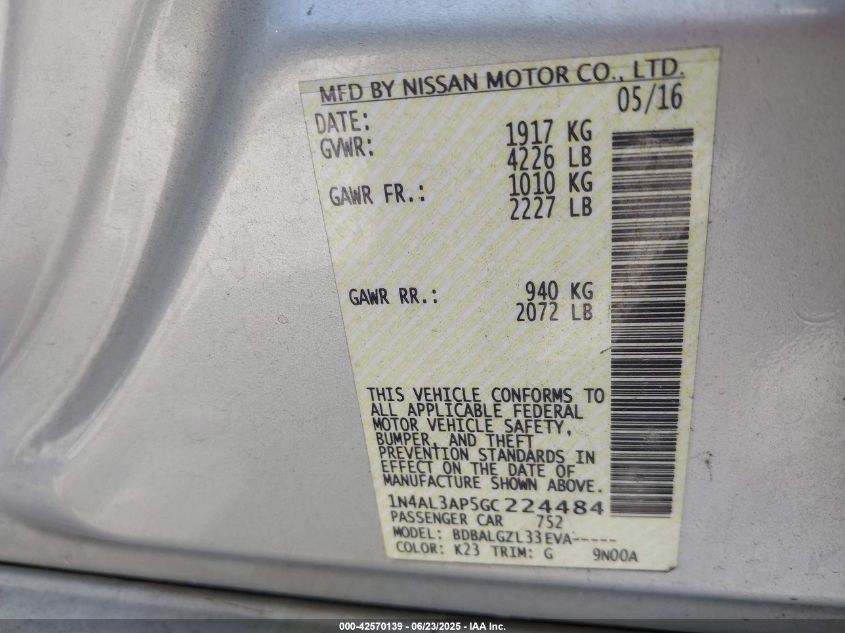 MFD BY NISSAN MOTOR CO., LTD.
DATE: 05/16
GVWR: 1917 KG
4226 LB
GAWR FR.: 1010 KG
2227 LB
GAWR RR.: 940 KG
2072 LB
THIS VEHICLE CONFORMS TO
ALL APPLICABLE FEDERAL
MOTOR VEHICLE SAFETY,
BUMPER, AND THEFT
PREVENTION STANDARDS IN
EFFECT ON THE DATE OF
MANUFACTURE SHOWN ABOVE.
1N4AL3AP5GC224484
PASSENGER CAR 752
MODEL: BDBALGZL33EVA-----
COLOR: K23 TRIM: G 9N00A
000-42570139 - 06/23/2025 - IAA Inc.